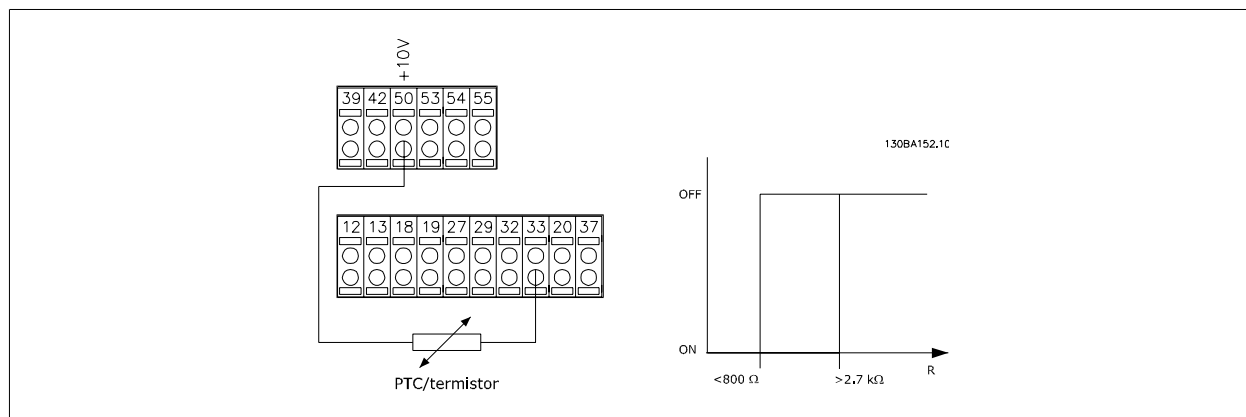 +10V
39 42 50 53 54 55
130BA152.10
OFF
12 13 18 19 27 29 32 33 20 37
ON
<800 Ω >2.7 kΩ R
PTC/termistor